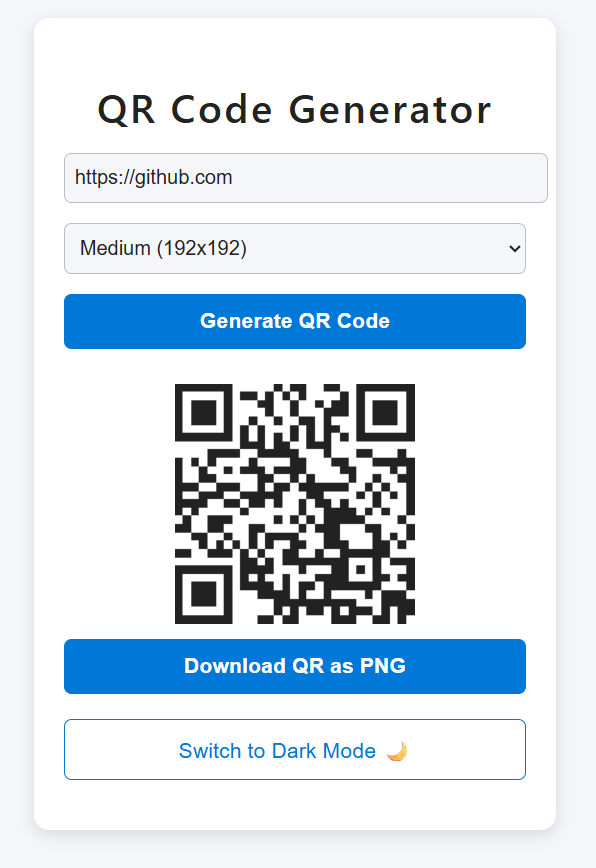 QR Code Generator
https://github.com
Medium (192x192)
Generate QR Code
Download QR as PNG
Switch to Dark Mode 🌙